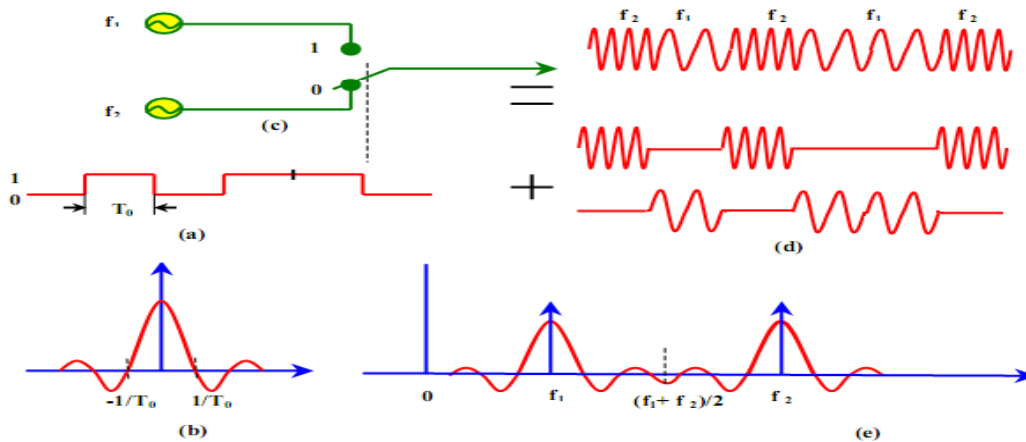 f₁
f₂
1
0
(c)
f₂ f₁ f₂ f₁ f₂
1
0
T₀
(a)
(d)
-1/T₀ 1/T₀
(b)
0 f₁ (f₁+ f₂)/2 f₂
(e)